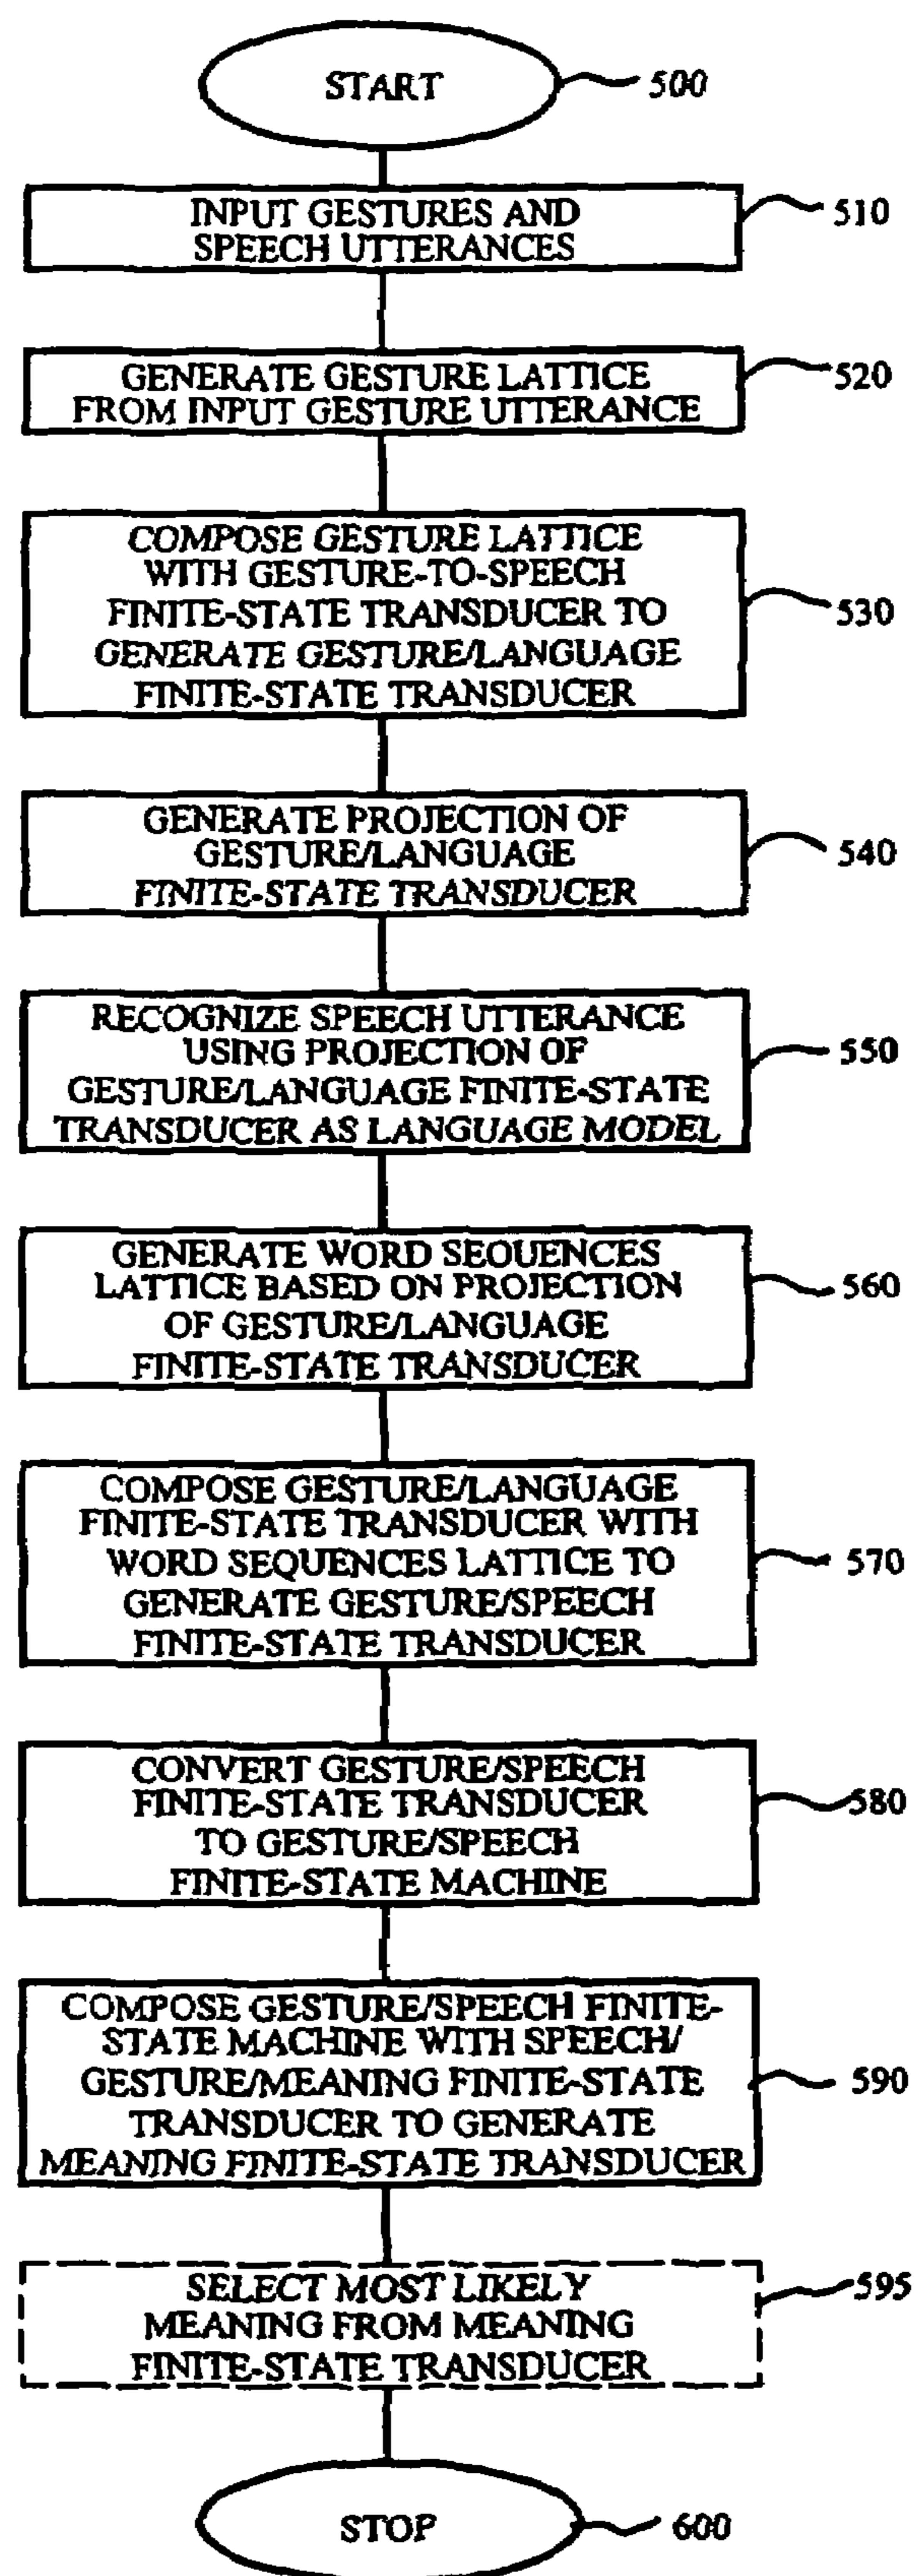 START
500
INPUT GESTURES AND
SPEECH UTTERANCES
510
GENERATE GESTURE LATTICE
FROM INPUT GESTURE UTTERANCE
520
COMPOSE GESTURE LATTICE
WITH GESTURE-TO-SPEECH
FINITE-STATE TRANSDUCER TO
GENERATE GESTURE/LANGUAGE
FINITE-STATE TRANSDUCER
530
GENERATE PROJECTION OF
GESTURE/LANGUAGE
FINITE-STATE TRANSDUCER
540
RECOGNIZE SPEECH UTTERANCE
USING PROJECTION OF
GESTURE/LANGUAGE FINITE-STATE
TRANSDUCER AS LANGUAGE MODEL
550
GENERATE WORD SEQUENCES
LATTICE BASED ON PROJECTION
OF GESTURE/LANGUAGE
FINITE-STATE TRANSDUCER
560
COMPOSE GESTURE/LANGUAGE
FINITE-STATE TRANSDUCER WITH
WORD SEQUENCES LATTICE TO
GENERATE GESTURE/SPEECH
FINITE-STATE TRANSDUCER
570
CONVERT GESTURE/SPEECH
FINITE-STATE TRANSDUCER
TO GESTURE/SPEECH
FINITE-STATE MACHINE
580
COMPOSE GESTURE/SPEECH FINITE-
STATE MACHINE WITH SPEECH/
GESTURE/MEANING FINITE-STATE
TRANSDUCER TO GENERATE
MEANING FINITE-STATE TRANSDUCER
590
SELECT MOST LIKELY
MEANING FROM MEANING
FINITE-STATE TRANSDUCER
595
STOP
600